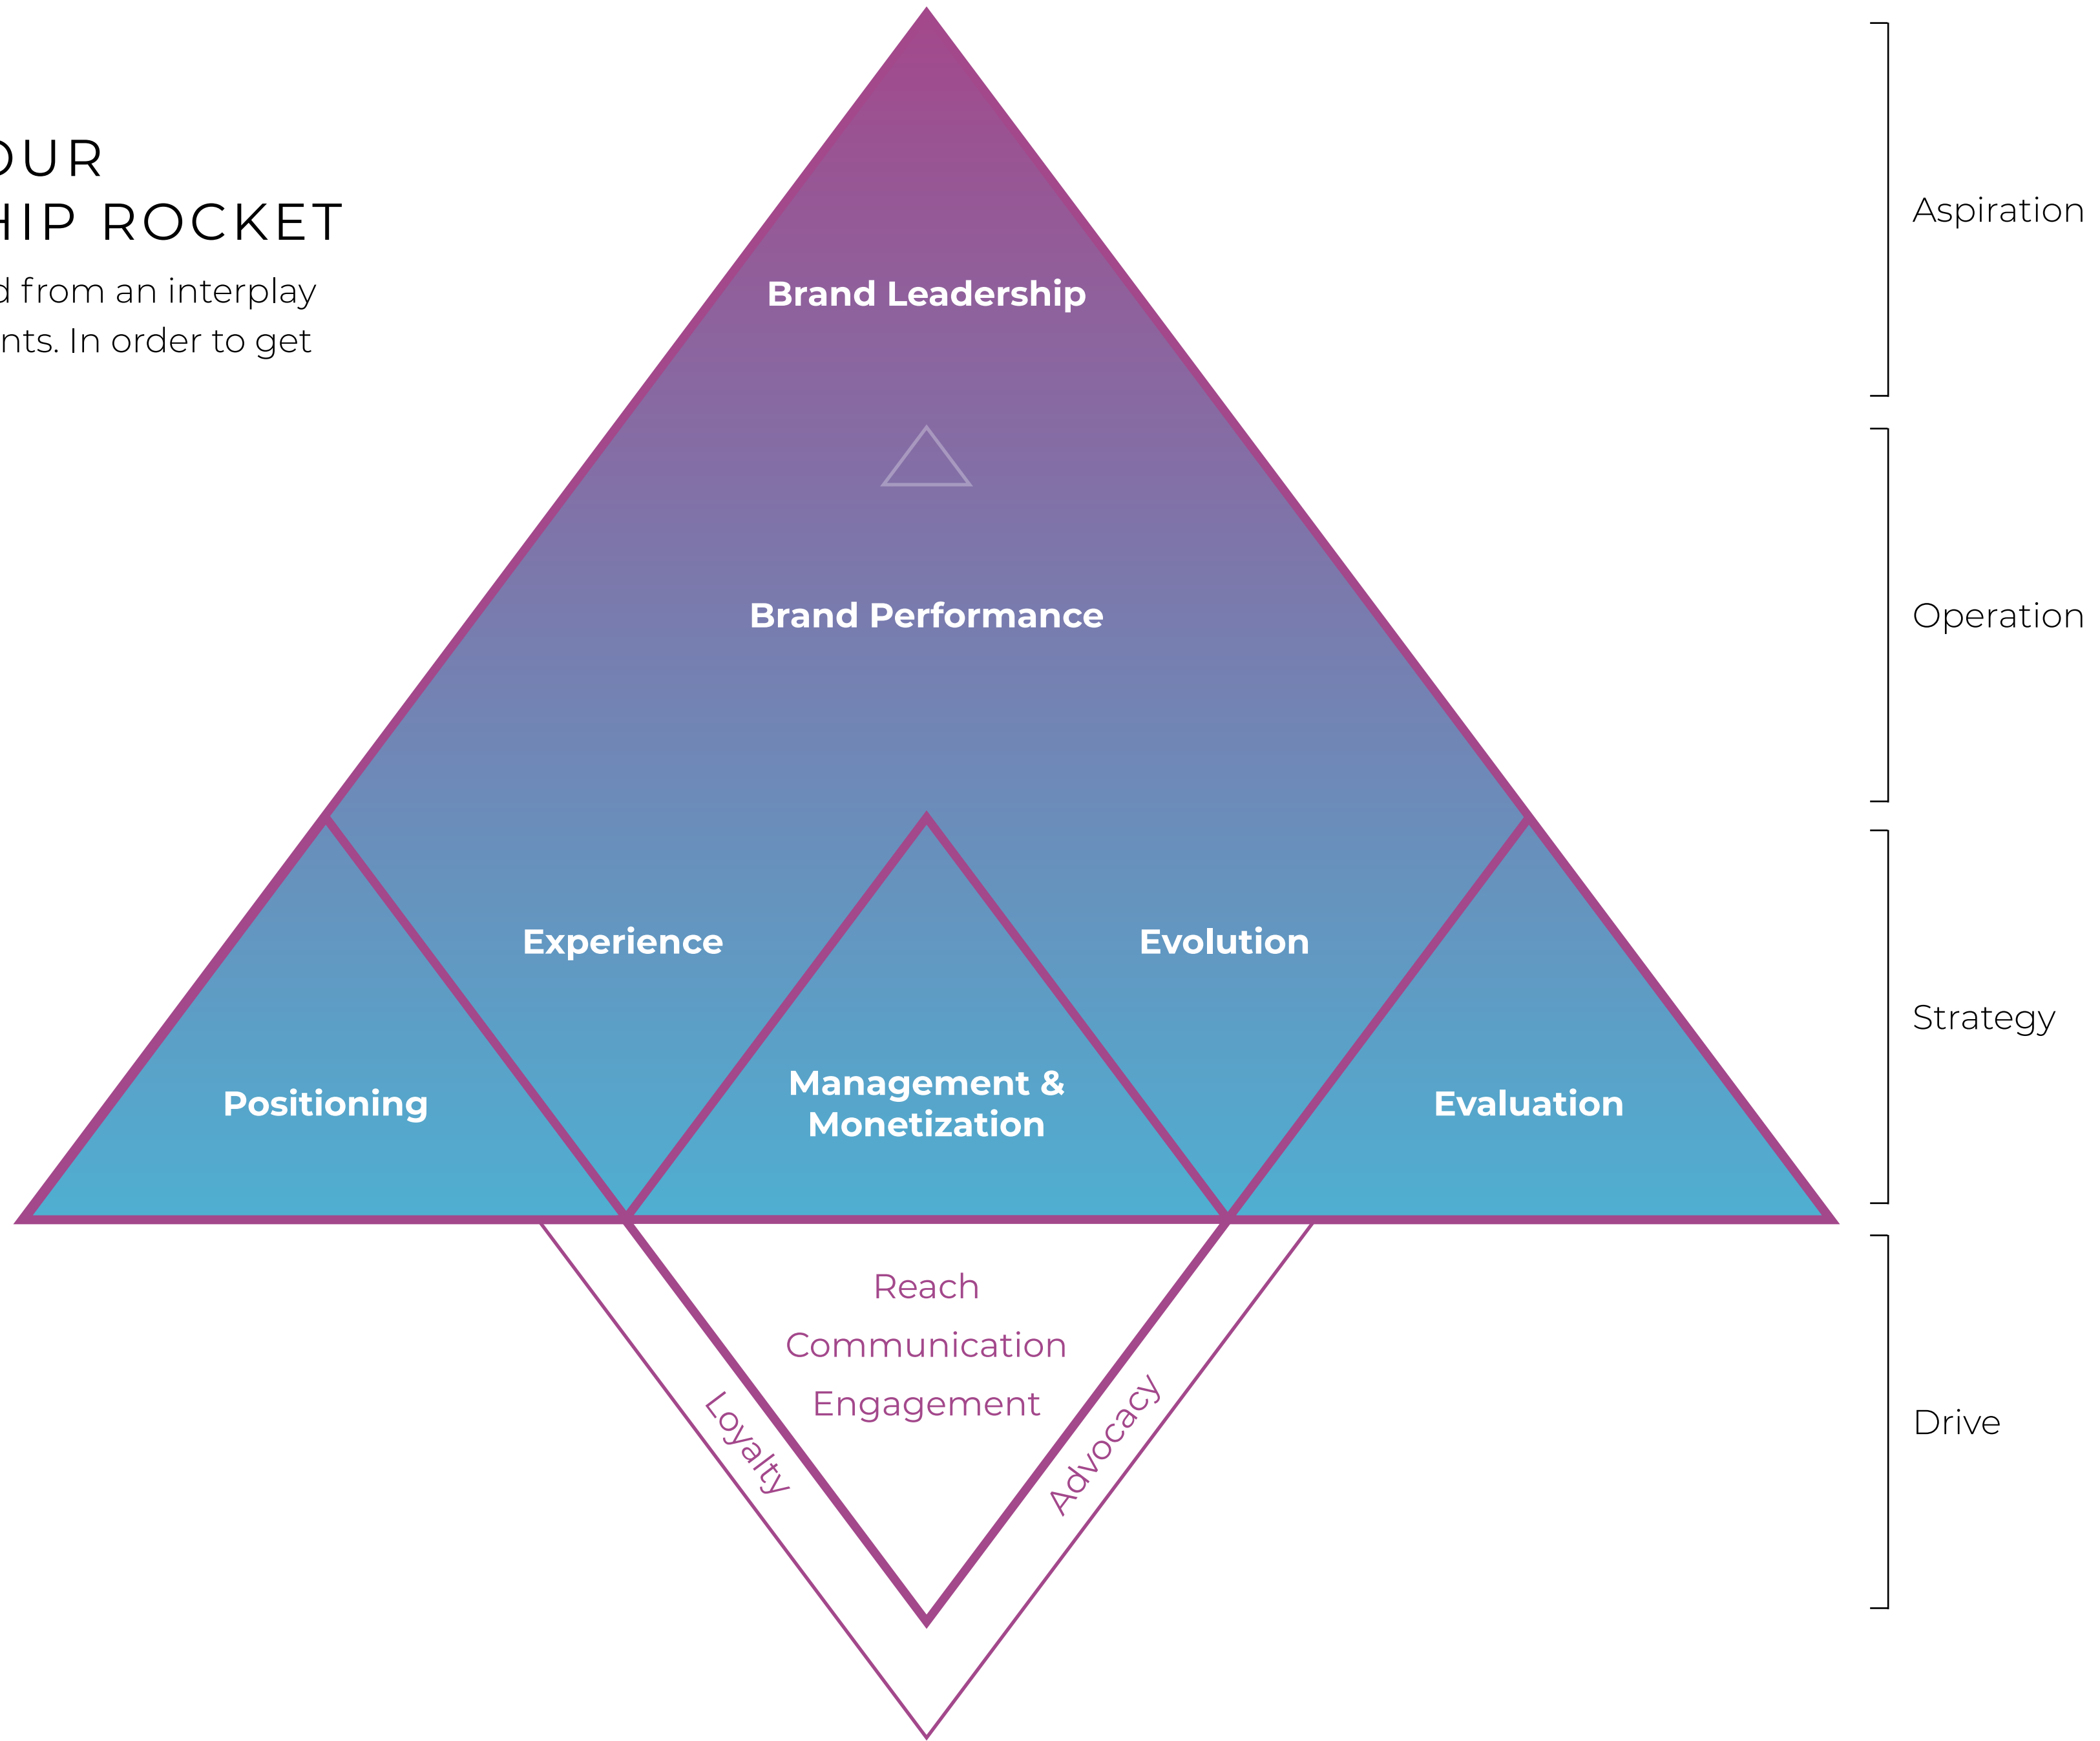 OUR
HIP ROCKET
d from an interplay
nts. In order to get
Brand Leadership
Aspiration
Brand Performance
Operation
Experience
Evolution
Strategy
Positioning
Management &
Monetization
Evaluation
Reach
Communication
Engagement
Loyalty
Advocacy
Drive